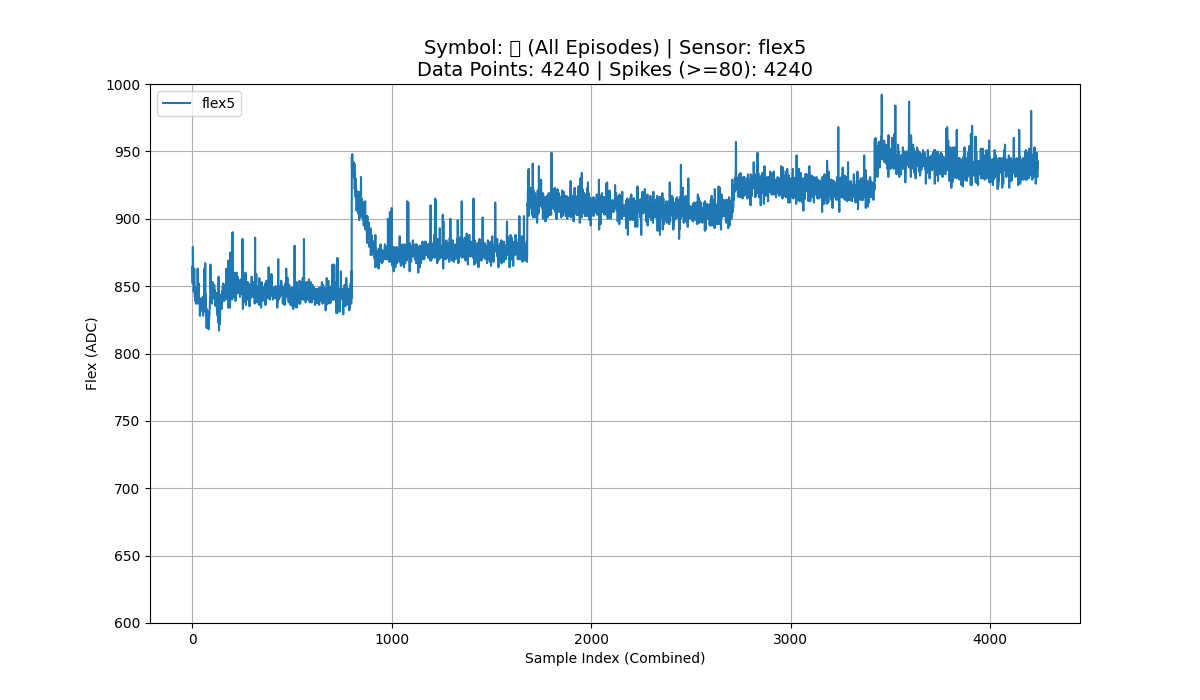 Symbol: (All Episodes) | Sensor: flex5
Data Points: 4240 | Spikes (>=80): 4240
flex5
1000
950
900
850
800
750
700
650
600
Flex (ADC)
0 1000 2000 3000 4000
Sample Index (Combined)